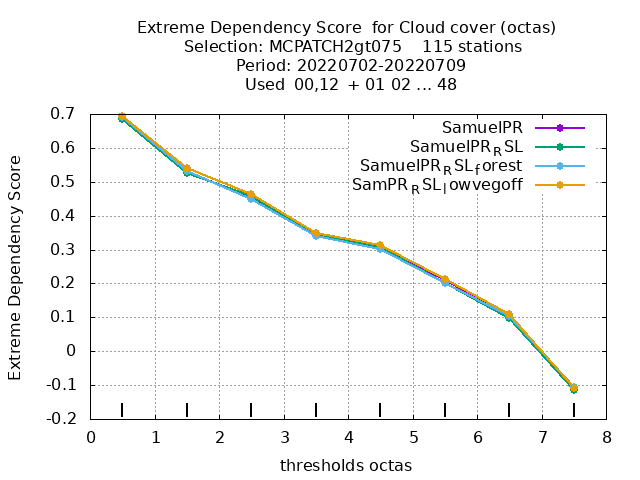 Extreme Dependency Score  for Cloud cover (octas)
Selection: MCPATCH2gt075    115 stations
Period: 20220702-20220709
Used  00,12  + 01 02 ... 48
0.7
0.6
0.5
0.4
0.3
0.2
0.1
0
-0.1
-0.2
Extreme Dependency Score
SamuelPR
SamuelPR_RSL
SamuelPR_RSL_forest
SamPR_RSL_lowvegoff
0 1 2 3 4 5 6 7 8
thresholds octas